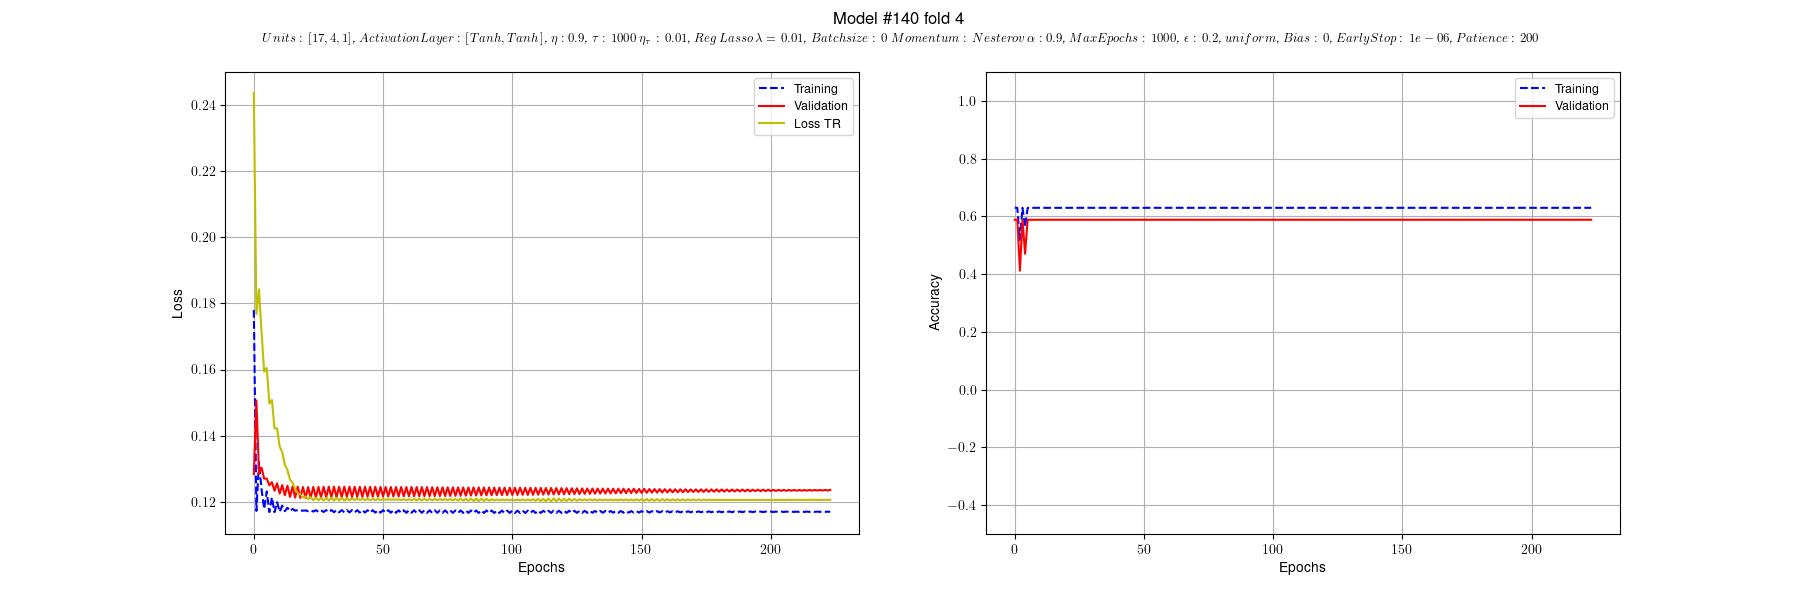 Model #140 fold 4
Units : [17, 4, 1], ActivationLayer : [Tanh, Tanh], η : 0.9, τ : 1000 η_τ : 0.01, Reg Lasso λ = 0.01, Batchsize : 0 Momentum : Nesterov α : 0.9, MaxEpochs : 1000, ϵ : 0.2, uniform, Bias : 0, EarlyStop : 1e − 06, Patience : 200
Training
Validation
Loss TR
0.24
0.22
0.20
0.18
0.16
0.14
0.12
Loss
0 50 100 150 200
Epochs
Training
Validation
1.0
0.8
0.6
0.4
0.2
0.0
−0.2
−0.4
Accuracy
0 50 100 150 200
Epochs